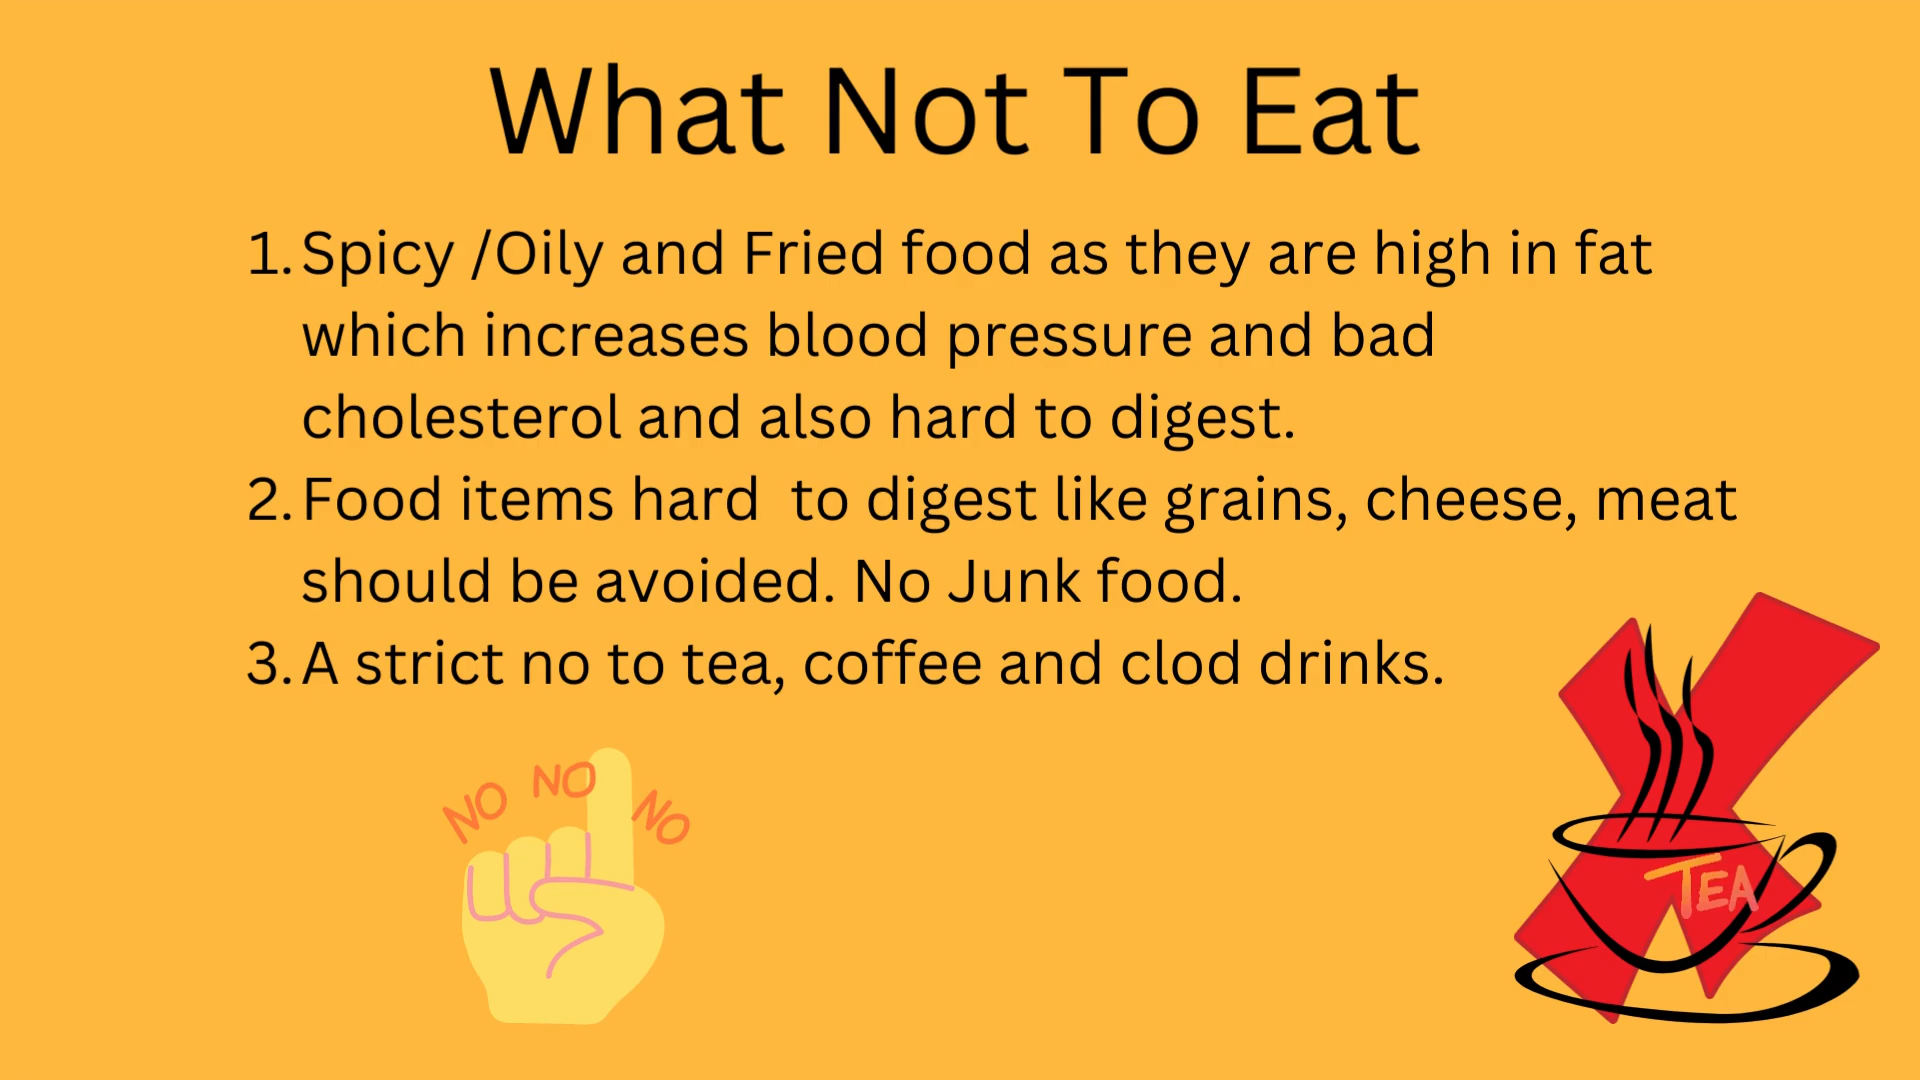 What Not To Eat
1. Spicy /Oily and Fried food as they are high in fat
which increases blood pressure and bad
cholesterol and also hard to digest.
2. Food items hard  to digest like grains, cheese, meat
should be avoided. No Junk food.
3. A strict no to tea, coffee and clod drinks.
NO NO NO
TEA